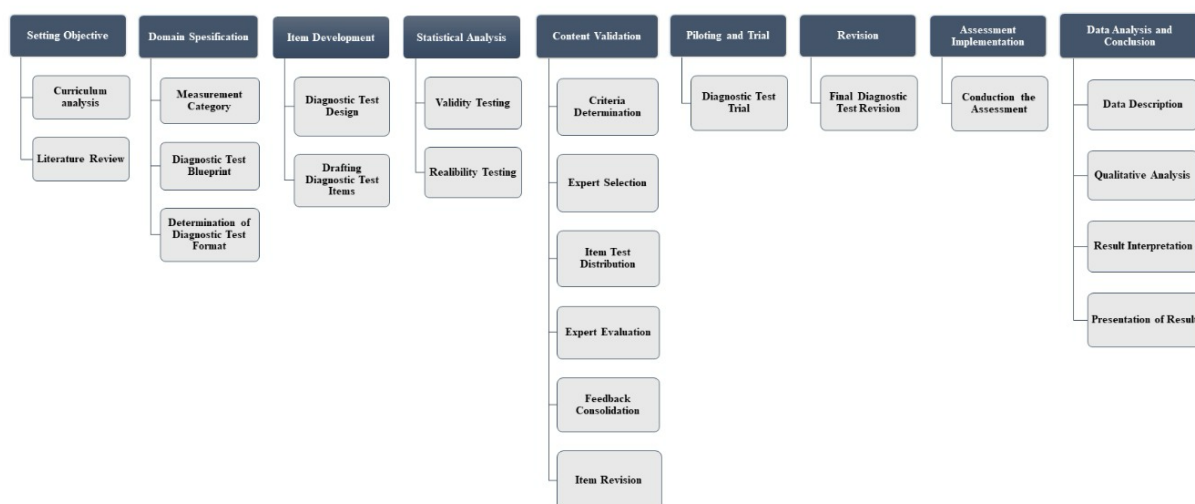 Setting Objective
Curriculum
analysis
Literature Review
Domain Spesification
Measurement
Category
Diagnostic Test
Blueprint
Determination of
Diagnostic Test
Format
Item Development
Diagnostic Test
Design
Drafting
Diagnostic Test
Items
Statistical Analysis
Validity Testing
Realibility Testing
Content Validation
Criteria
Determination
Expert Selection
Item Test
Distribution
Expert Evaluation
Feedback
Consolidation
Item Revision
Piloting and Trial
Diagnostic Test
Trial
Revision
Final Diagnostic
Test Revision
Assessment
Implementation
Conduction the
Assessment
Data Analysis and
Conclusion
Data Description
Qualitative Analysis
Result Interpretation
Presentation of Result